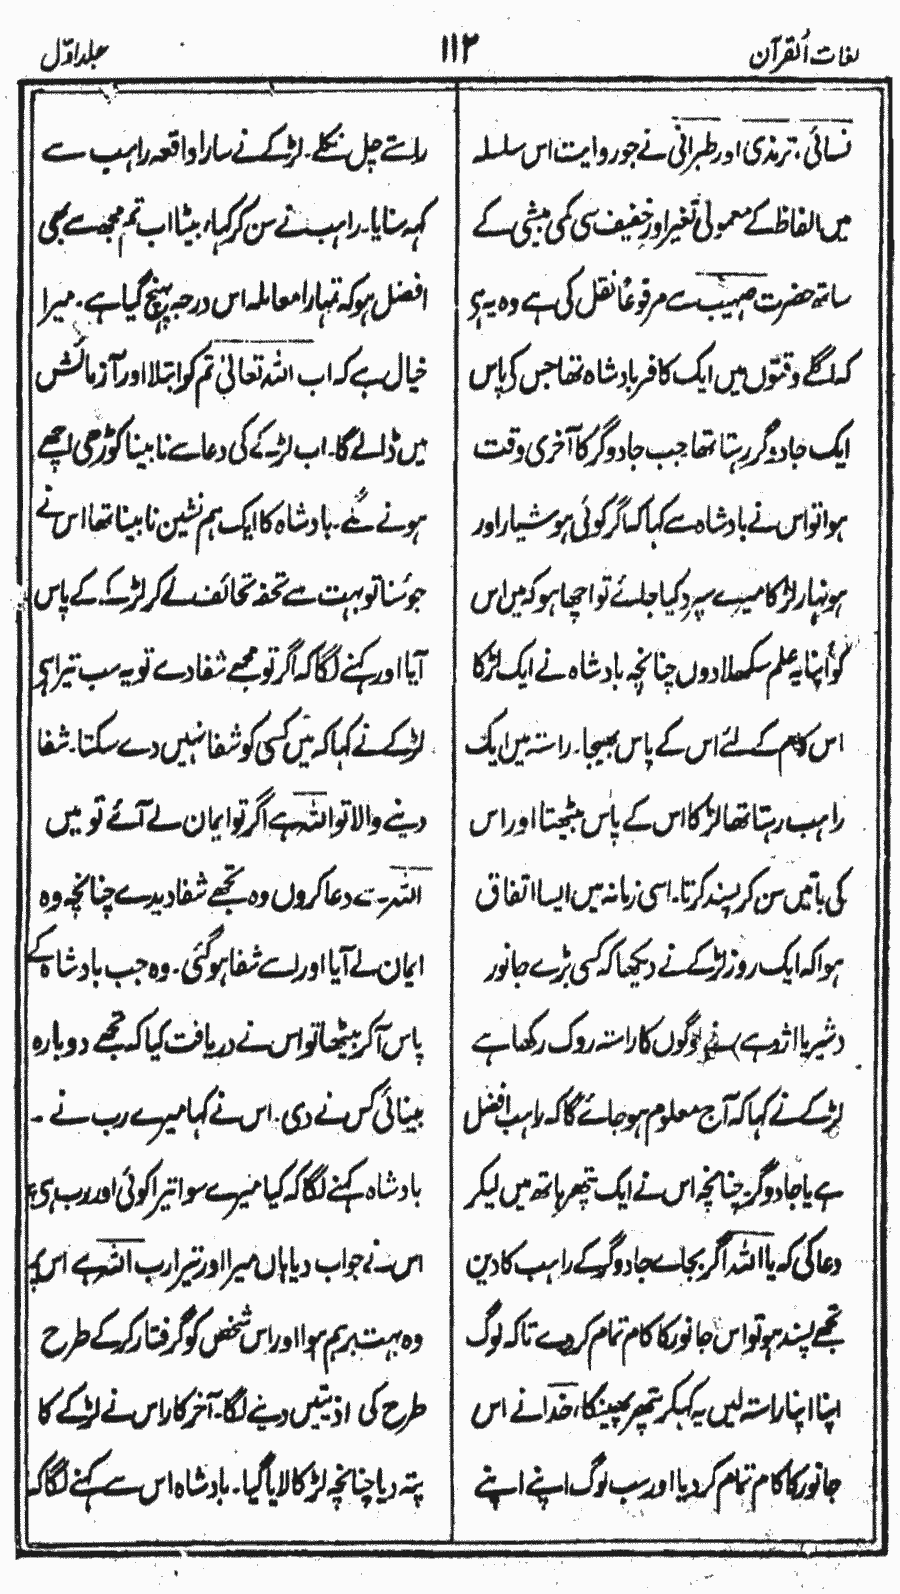 لغات القرآن
۱۱۲
جلد اوّل
نسائی، ترمذی اور طبرانی نے جو روایت اس سلسلہ
میں الفاظ کے معمولی تغیر اور خفیف سی کمی بیشی کے
ساتھ حضرت صہیب سے مرفوعاً نقل کی ہے وہ یہ ہی
کہ اگلے وقتوں میں ایک کافر بادشاہ تھا جس کی پاس
ایک جادوگر رہتا تھا جب جادوگر کا آخری وقت
ہوا تو اس نے بادشاہ سے کہا کہ اگر کوئی ہوشیار اور
ہونہار لڑکا میرے سپرد کیا جائے تو اچھا ہو کہ میں اس
کو اپنا یہ علم سکھلا دوں چنانچہ بادشاہ نے ایک لڑکا
اس کام کے لئے اس کے پاس بھیجا۔ راستہ میں ایک
راہب رہتا تھا لڑکا اس کے پاس بیٹھتا اور اس
کی باتیں سن کر پسند کرتا۔ اسی زمانہ میں ایسا اتفاق
ہوا کہ ایک روز لڑکے نے دیکھا کہ کسی بڑے جانور
(شیر یا اژدہے) نے لوگوں کا راستہ روک رکھا ہے
لڑکے نے کہا کہ آج معلوم ہو جائے گا کہ راہب افضل
ہے یا جادوگر۔ چنانچہ اس نے ایک پتھر ہاتھ میں لیکر
دعا کی کہ یا اللہ اگر بجائے جادوگر کے راہب کا دین
تجھے پسند ہو تو اس جانور کا کام تمام کر دے تاکہ لوگ
اپنا اپنا راستہ لیں یہ کہکر پتھر پھینکا، خدا نے اس
جانور کا کام تمام کر دیا اور سب لوگ اپنے اپنے
راستے چل نکلے۔ لڑکے نے سارا واقعہ راہب سے
کہہ سنایا۔ راہب نے سن کر کہا، بیٹا اب تم مجھ سے بھی
افضل ہو کہ تمہارا معاملہ اس درجہ پہنچ گیا ہے۔ میرا
خیال ہے کہ اب اللہ تعالیٰ تم کو ابتلا اور آزمائش
میں ڈالے گا۔ اب لڑکے کی دعا سے نابینا کوڑھی اچھے
ہونے لگے۔ بادشاہ کا ایک ہم نشین نابینا تھا اس نے
جو سُنا تو بہت سے تحفہ تحائف لے کر لڑکے کے پاس
آیا اور کہنے لگا کہ اگر تو مجھے شفا دے تو یہ سب تیرا ہی
لڑکے نے کہا کہ میں کسی کو شفا نہیں دے سکتا۔ شفا
دینے والا تو اللہ ہے اگر تو ایمان لے آئے تو میں
اللہ سے دعا کروں وہ تجھے شفا دیدے چنانچہ وہ
ایمان لے آیا اور اسے شفا ہو گئی۔ وہ جب بادشاہ کے
پاس آ کر بیٹھا تو اس نے دریافت کیا کہ تجھے دوبارہ
بینائی کس نے دی۔ اس نے کہا میرے رب نے۔
بادشاہ کہنے لگا کہ کیا میرے سوا تیرا کوئی اور رب ہی ہے
اس نے جواب دیا ہاں میرا اور تیرا رب اللہ ہے اس پر
وہ بہت برہم ہوا اور اس شخص کو گرفتار کر کے طرح
طرح کی اذیتیں دینے لگا۔ آخر کار اس نے لڑکے کا
پتہ دیا چنانچہ لڑکا لایا گیا۔ بادشاہ اس سے کہنے لگا کہ